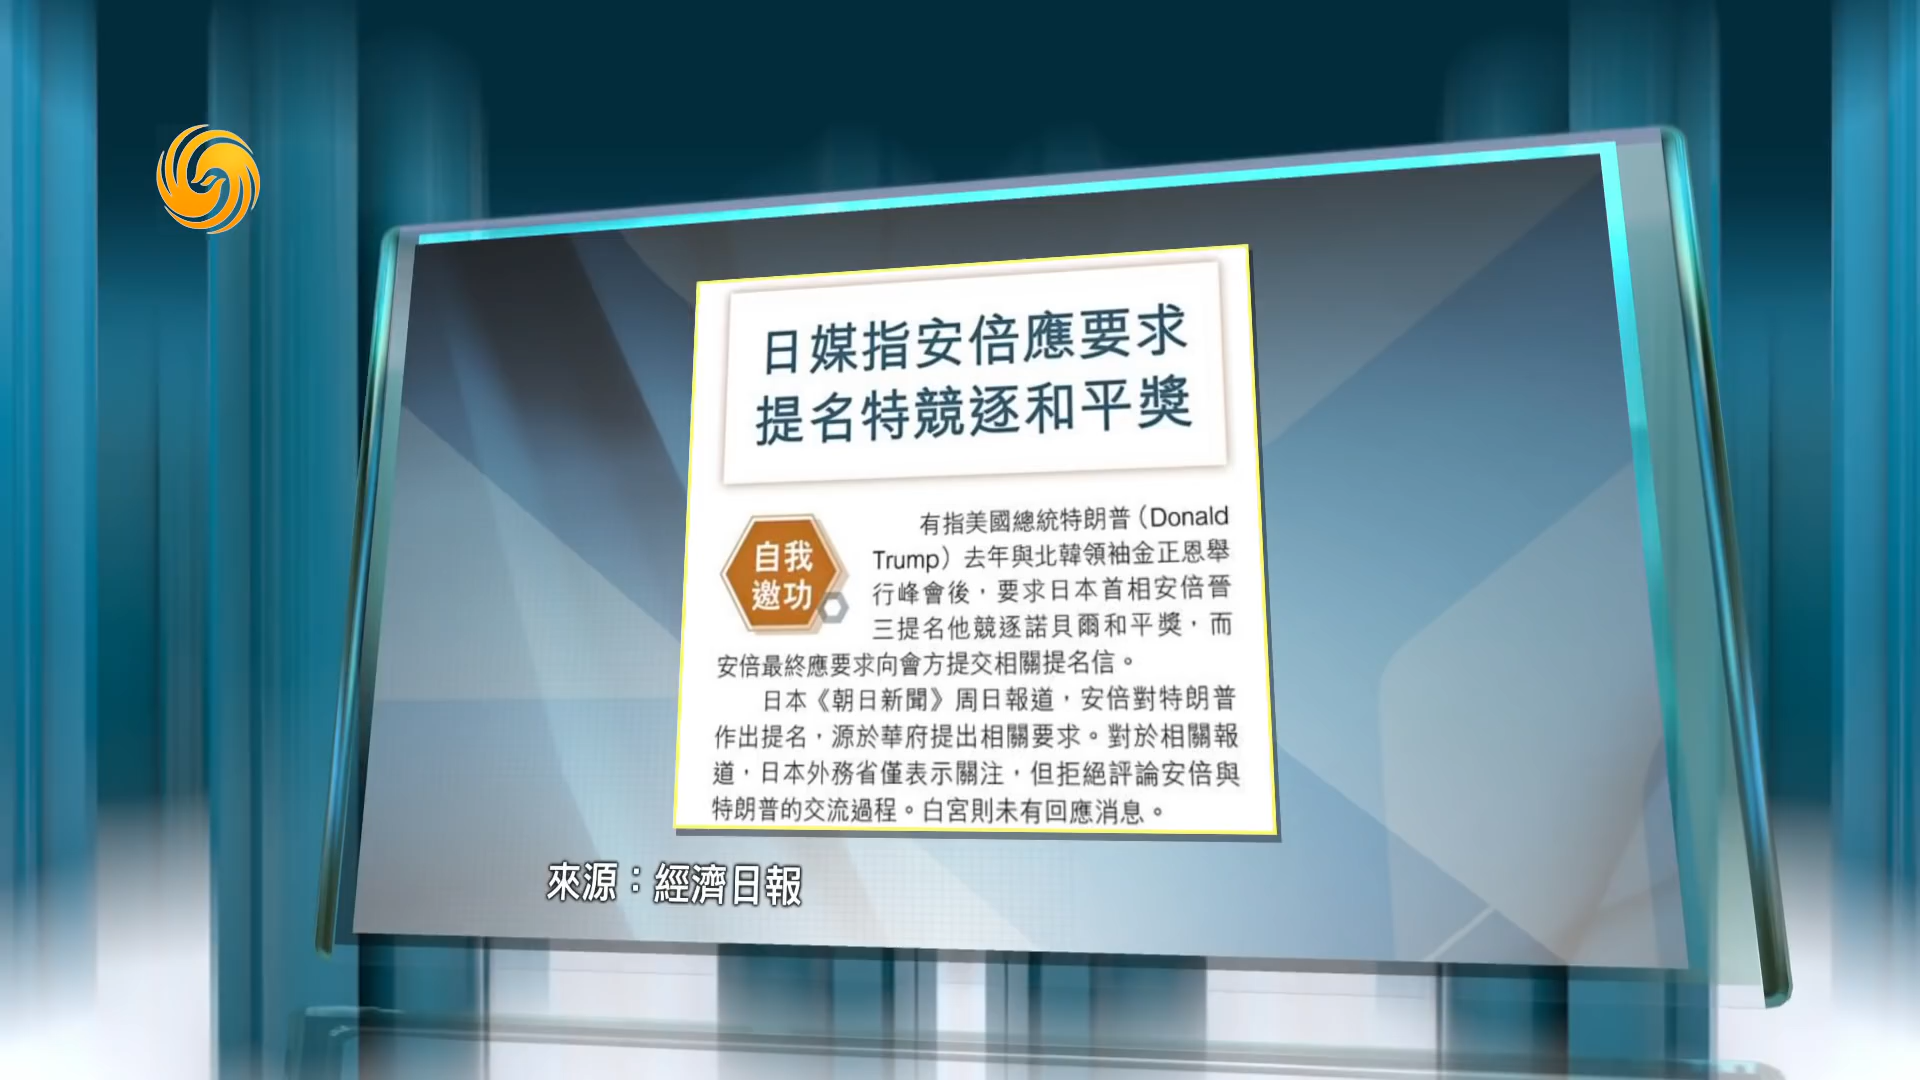 日媒指安倍應要求
提名特競逐和平獎
自我
邀功
有指美國總統特朗普（Donald
Trump）去年與北韓領袖金正恩舉
行峰會後，要求日本首相安倍晉
三提名他競逐諾貝爾和平獎，而
安倍最終應要求向會方提交相關提名信。
日本《朝日新聞》周日報道，安倍對特朗普
作出提名，源於華府提出相關要求。對於相關報
道，日本外務省僅表示關注，但拒絕評論安倍與
特朗普的交流過程。白宮則未有回應消息。
來源：經濟日報